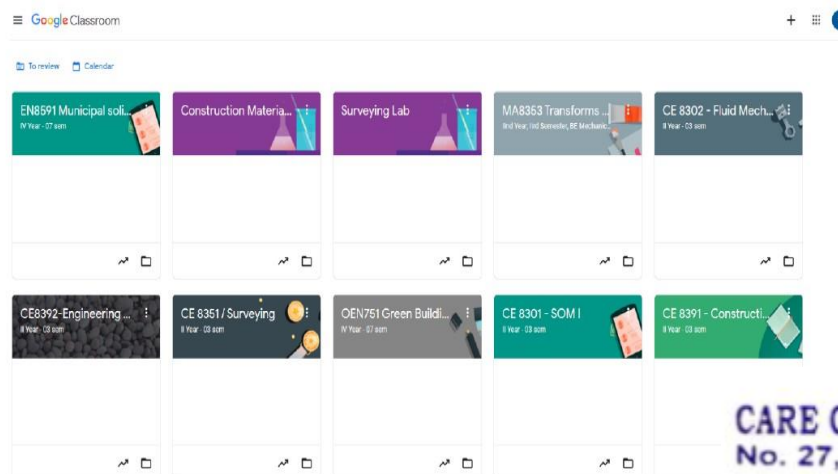 Google Classroom
To review Calendar
EN8591 Municipal soli...
IV Year - 07 sem
Construction Materia...
Surveying Lab
MA8353 Transforms ...
IInd Year, IIrd Semester, BE Mechanic...
CE 8302 - Fluid Mech...
II Year - 03 sem
CE8392-Engineering ...
II Year - 03 sem
CE 8351 / Surveying
II Year - 03 sem
OEN751 Green Buildi...
IV Year - 07 sem
CE 8301 - SOM I
II Year - 03 sem
CE 8391 - Constructi...
II Year - 03 sem
CARE
No. 27,